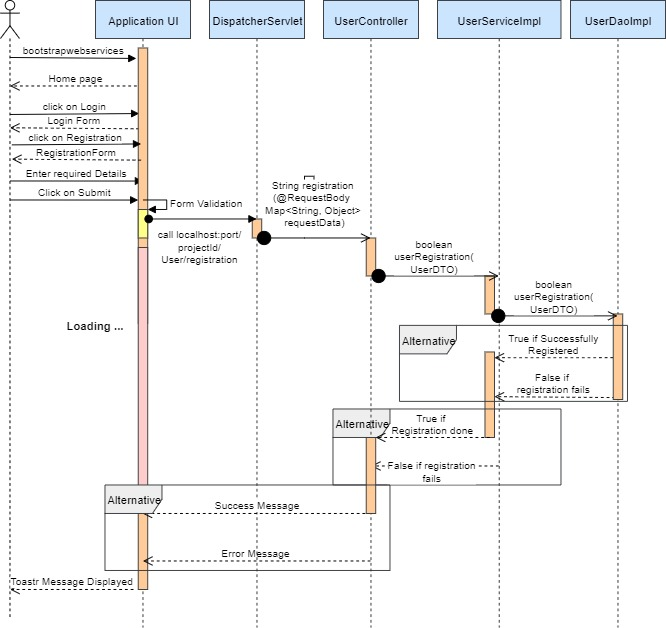 Application UI
DispatcherServlet
UserController
UserServiceImpl
UserDaoImpl
bootstrapwebservices
Home page
click on Login
Login Form
click on Registration
RegistrationForm
Enter required Details
Click on Submit
Form Validation
call localhost:port/
projectId/
User/registration
String registration
(@RequestBody
Map<String, Object>
requestData)
boolean
userRegistration(
UserDTO)
boolean
userRegistration(
UserDTO)
Loading ...
Alternative
True if Successfully
Registered
False if
registration fails
Alternative
True if
Registration done
False if registration
fails
Alternative
Success Message
Error Message
Toastr Message Displayed